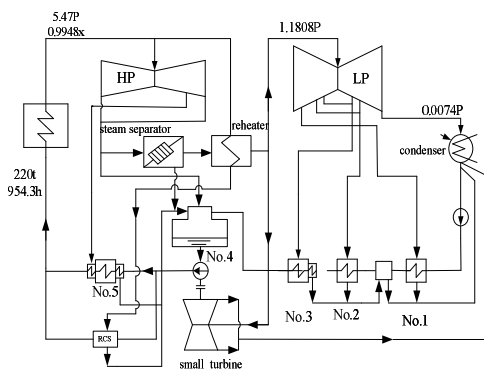 5.47P
0.9948x
1.1808P
HP
LP
0.0074P
steam separator
reheater
condenser
220t
954.3h
No.4
No.5
No.3
No.2
No.1
RCS
small turbine